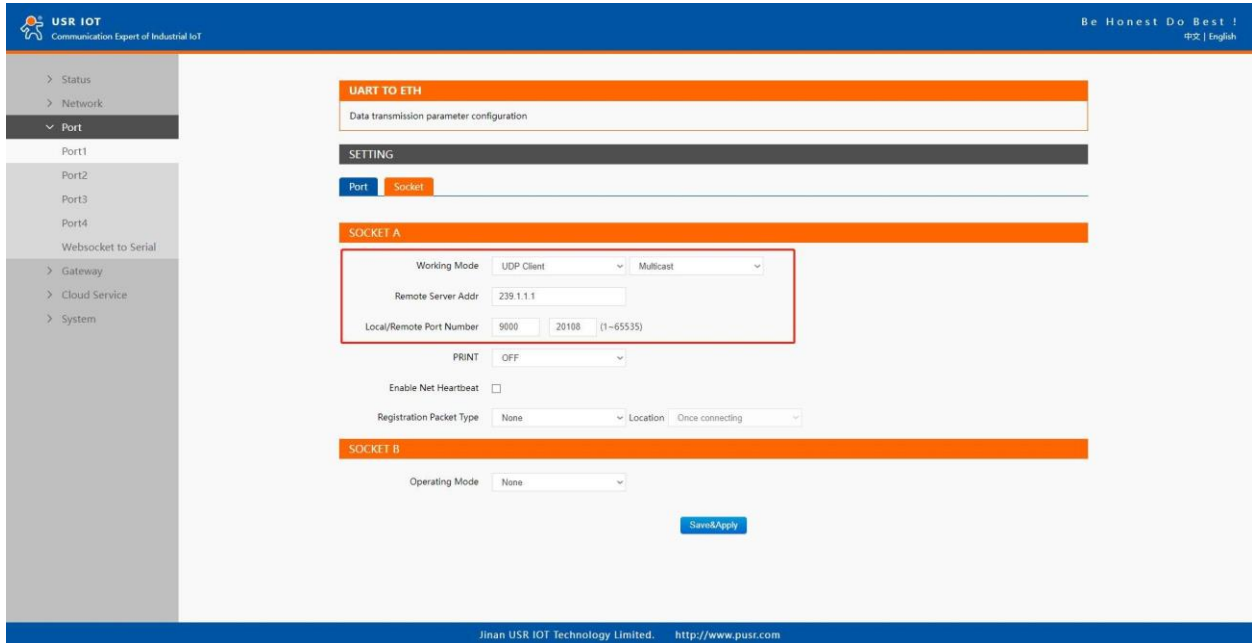 USR IOT
Communication Expert of Industrial IoT
Be Honest Do Best !
中文 | English
Status
Network
Port
Port1
Port2
Port3
Port4
Websocket to Serial
Gateway
Cloud Service
System
UART TO ETH
Data transmission parameter configuration
SETTING
Port Socket
SOCKET A
Working Mode UDP Client Multicast
Remote Server Addr 239.1.1.1
Local/Remote Port Number 9000 20108 (1~65535)
PRINT OFF
Enable Net Heartbeat
Registration Packet Type None Location Once connecting
SOCKET B
Operating Mode None
Save&Apply
Jinan USR IOT Technology Limited. http://www.pusr.com